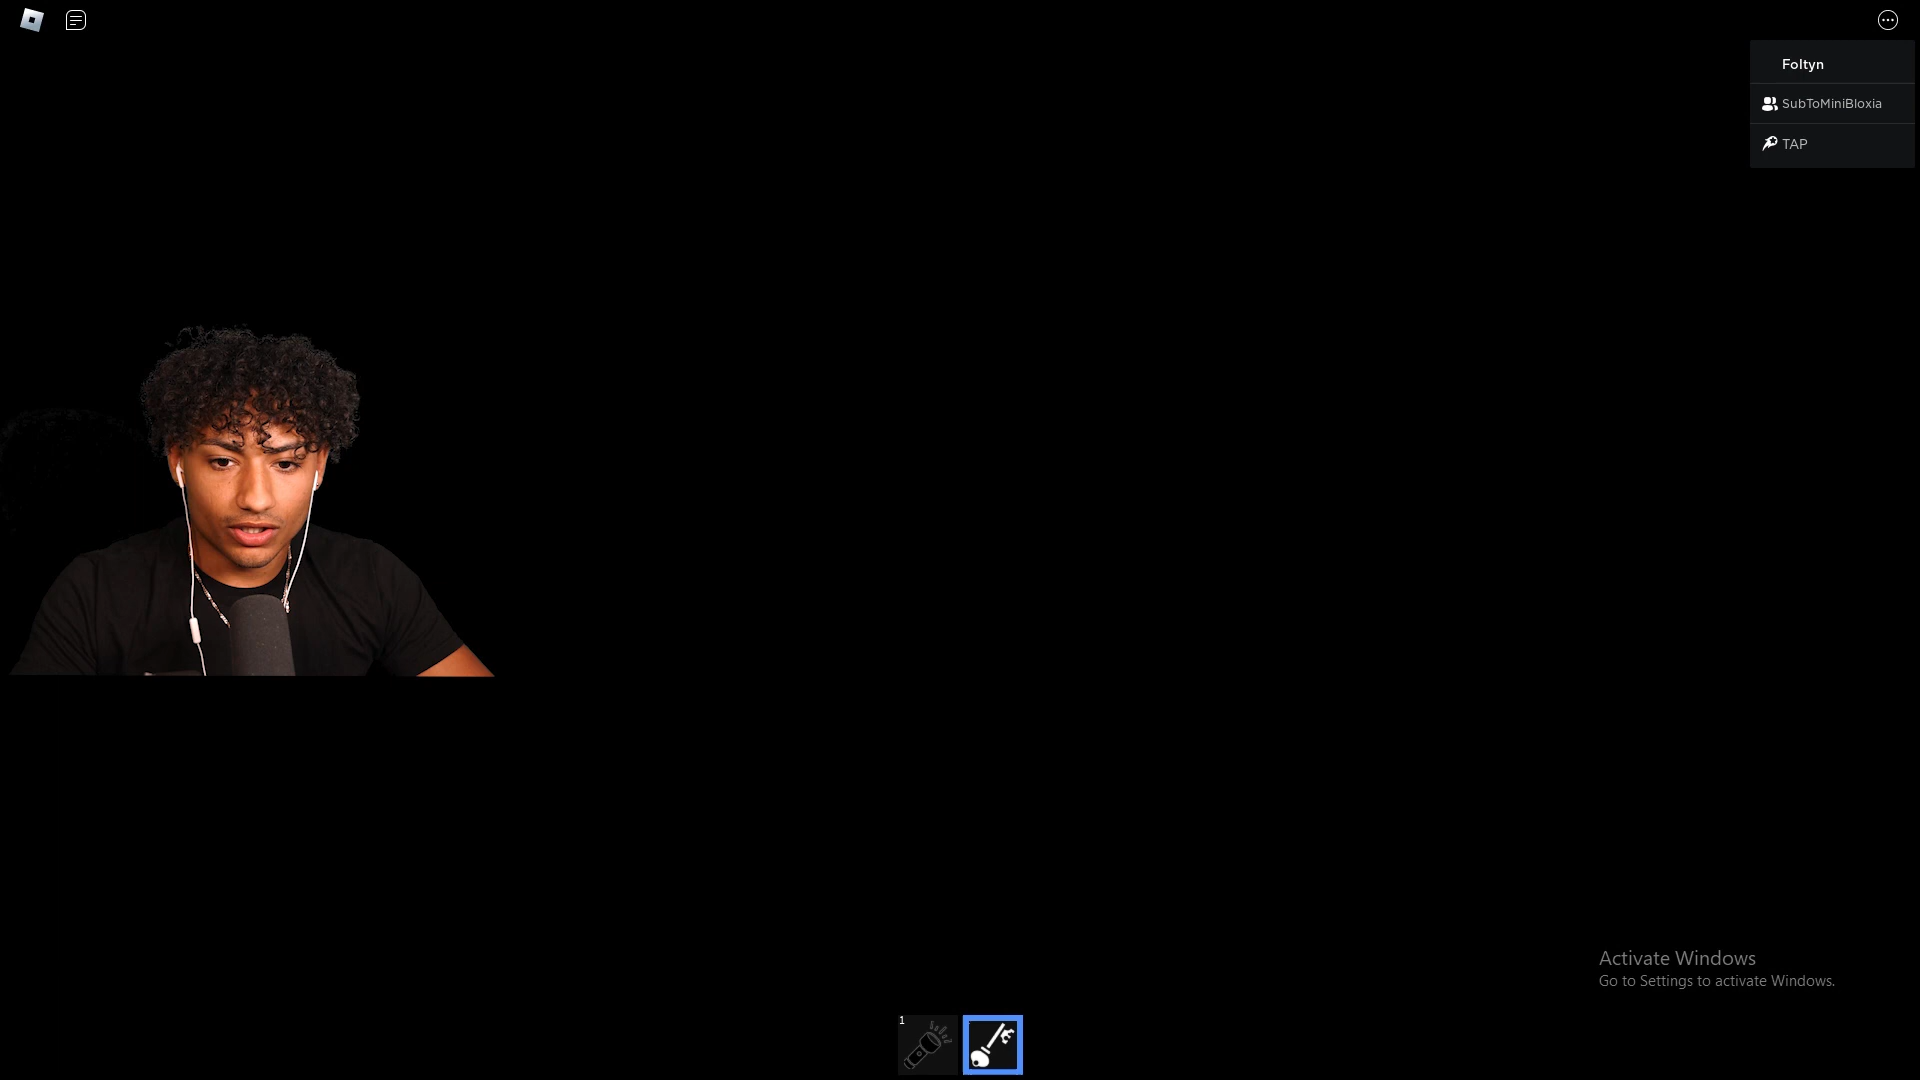 Foltyn
SubToMiniBloxia
TAP
Activate Windows
Go to Settings to activate Windows.
1